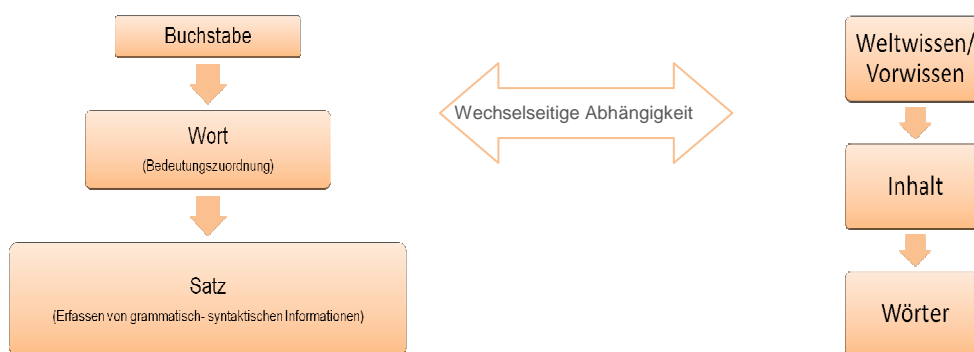 Buchstabe
Wort
(Bedeutungszuordnung)
Satz
(Erfassen von grammatisch- syntaktischen Informationen)
Wechselseitige Abhängigkeit
Weltwissen/
Vorwissen
Inhalt
Wörter